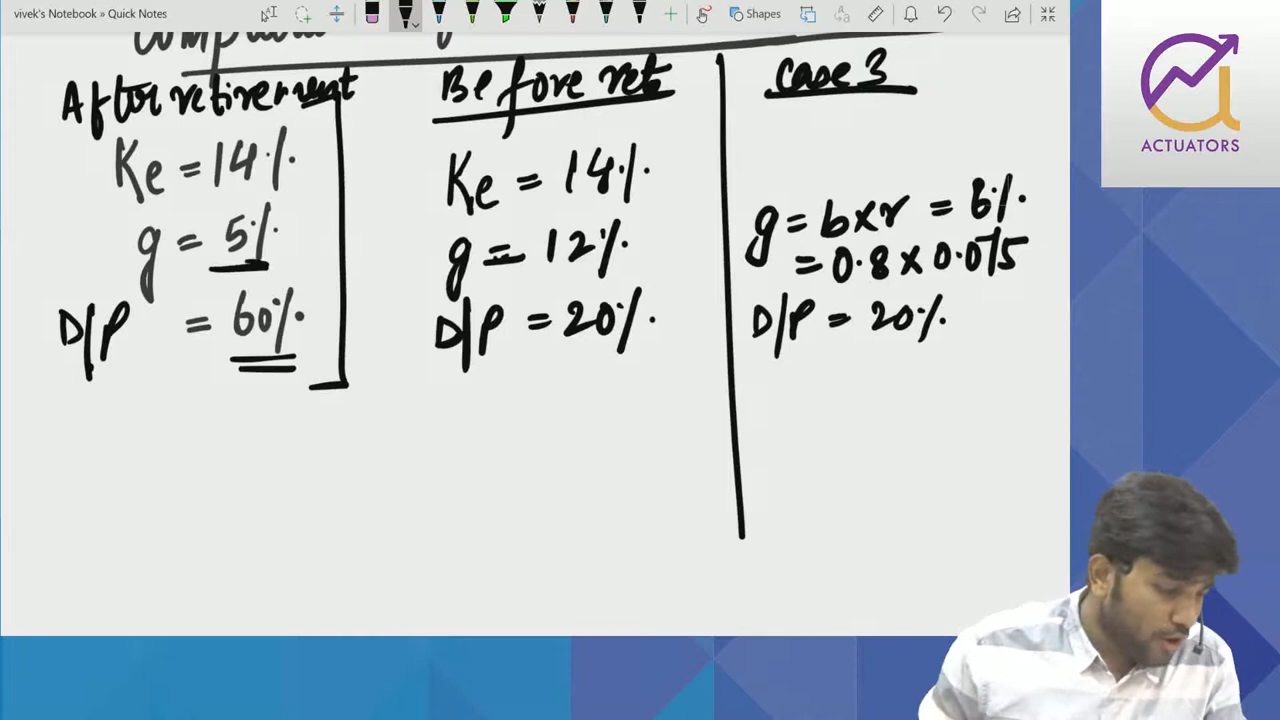 vivek's Notebook » Quick Notes
Shapes
ACTUATORS
After retirement
Ke = 14%
g = 5%
D/P = 60%
Before ret
Ke = 14%
g = 12%
D/P = 20%
Case 3
g = b×r = 6%
= 0.8 × 0.075
D/P = 20%